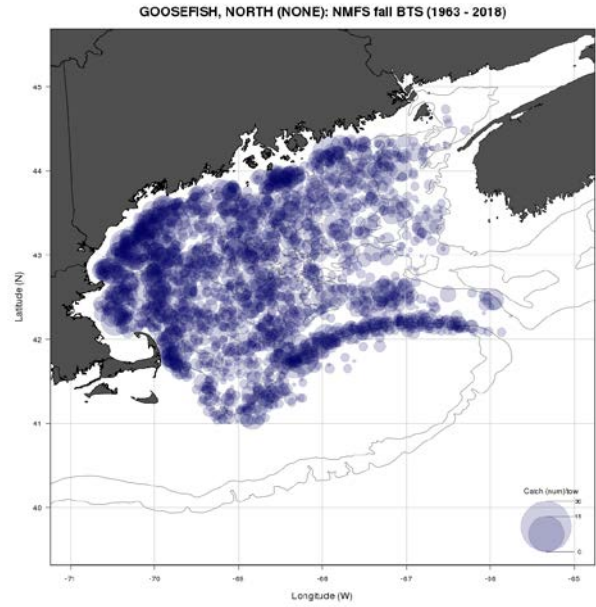 GOOSEFISH, NORTH (NONE): NMFS fall BTS (1963 - 2018)
45
44
43
42
41
40
Latitude (N)
-71 -70 -69 -68 -67 -66 -65
Longitude (W)
Catch (num)/tow
30
15
0